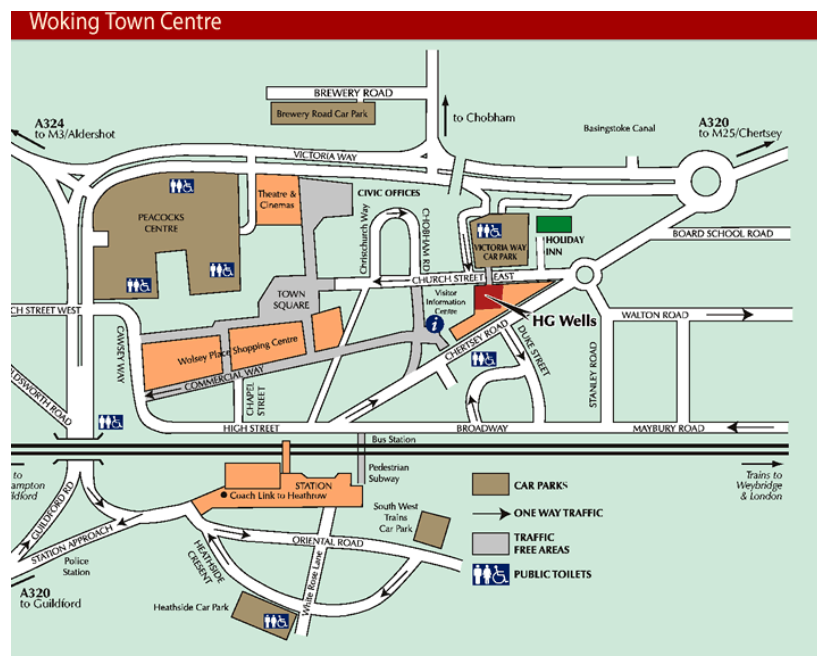 Woking Town Centre
BREWERY ROAD
Brewery Road Car Park
A324
to M3/Aldershot
to Chobham
Basingstoke Canal
A320
to M25/Chertsey
VICTORIA WAY
Theatre &
Cinemas
CIVIC OFFICES
PEACOCKS
CENTRE
Chrischurch Way
CHOBHAM RD
VICTORIA WAY
CAR PARK
HOLIDAY
INN
BOARD SCHOOL ROAD
CHURCH STREET EAST
TOWN
SQUARE
Visitor
Information
Centre
i
HG Wells
CH STREET WEST
CAWSEY WAY
Wolsey Place Shopping Centre
CHERTSEY ROAD
DUKE STREET
WALTON ROAD
STANLEY ROAD
COMMERCIAL WAY
CHAPEL
STREET
LDSWORTH ROAD
HIGH STREET
BROADWAY
MAYBURY ROAD
Bus Station
to
ampton
ildford
STATION
Coach Link to Heathrow
Pedestrian
Subway
Trains to
Weybridge
& London
CAR PARKS
ONE WAY TRAFFIC
TRAFFIC
FREE AREAS
PUBLIC TOILETS
South West
Trains
Car Park
GUILDFORD RD
STATION APPROACH
Police
Station
ORIENTAL ROAD
HEATHSIDE
CRESENT
White Rose Lane
A320
to Guildford
Heathside Car Park